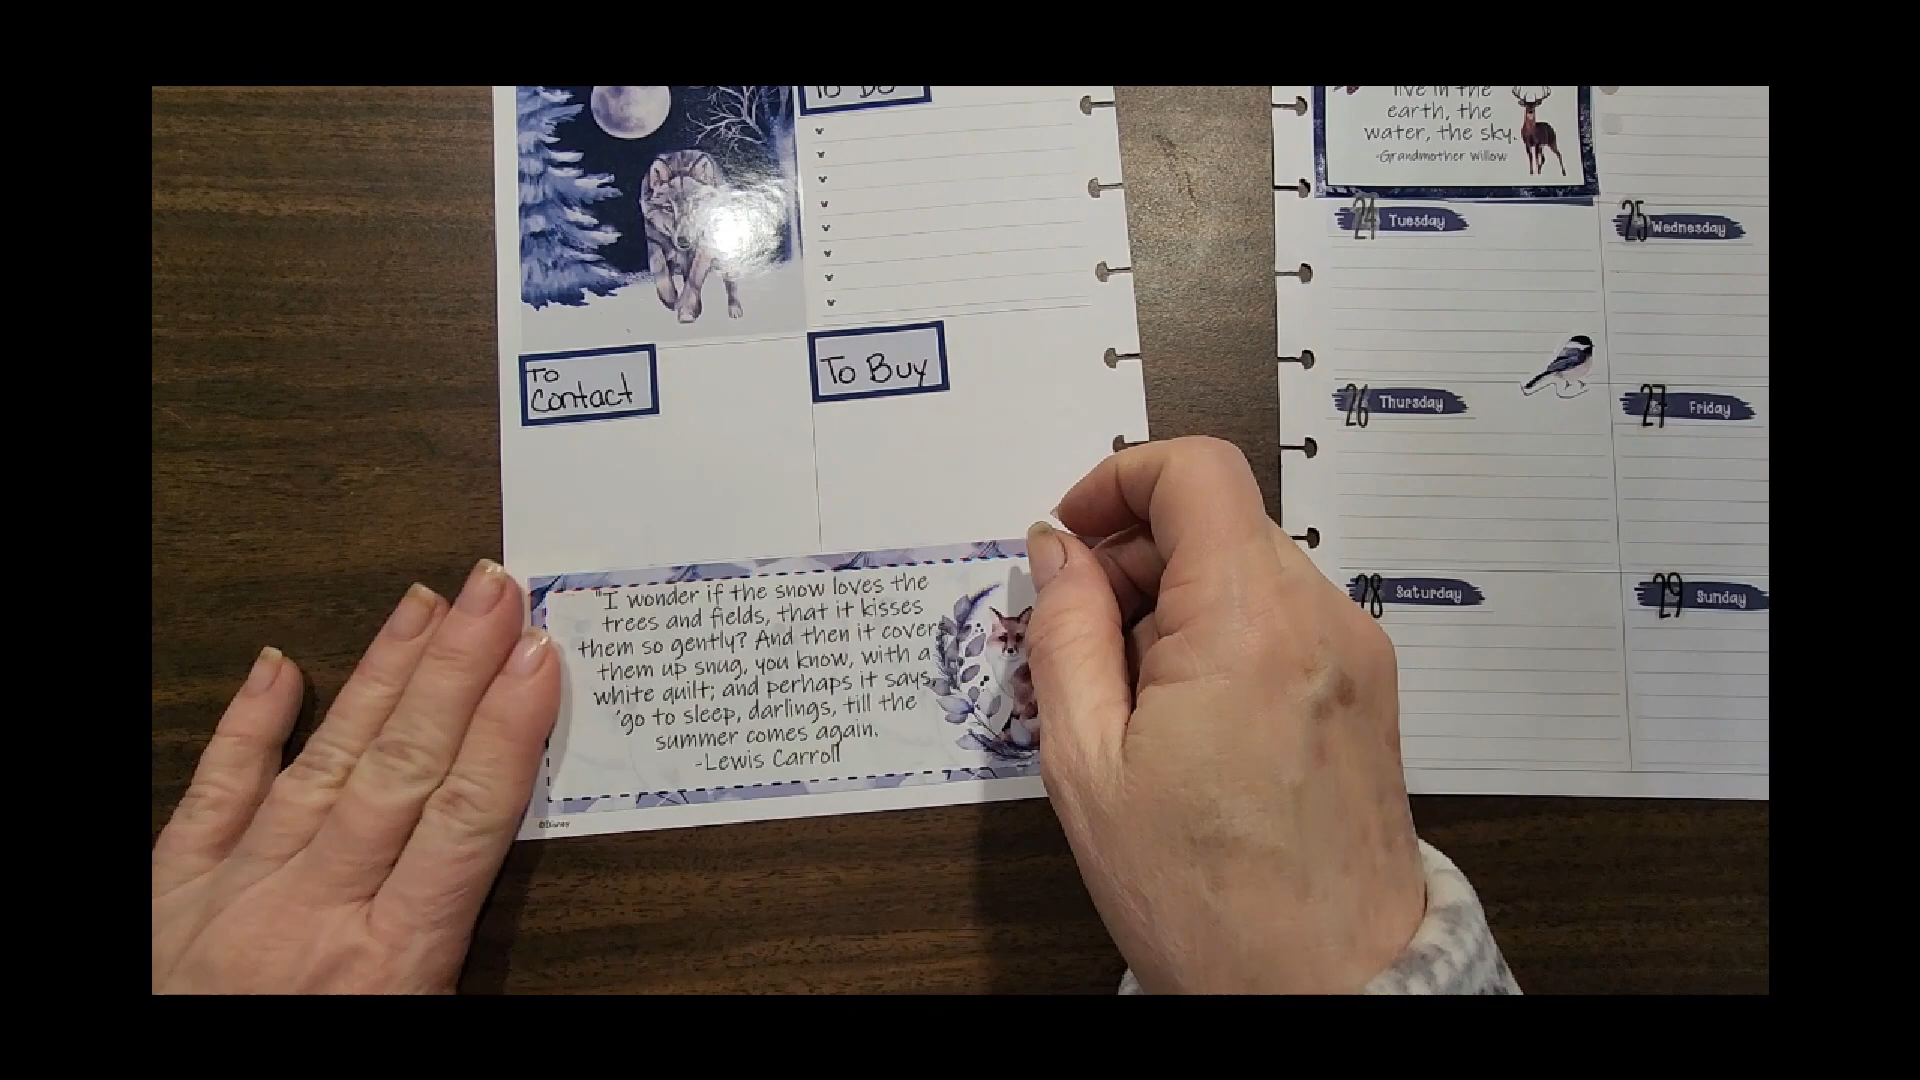 To Do
To
Contact
To Buy
"I wonder if the snow loves the
trees and fields, that it kisses
them so gently? And then it covers
them up snug, you know, with a
white quilt; and perhaps it says,
'go to sleep, darlings, till the
summer comes again.
-Lewis Carroll
©Disney
live in the
earth, the
water, the sky.
-Grandmother Willow
24 Tuesday
25 Wednesday
26 Thursday
27 Friday
28 Saturday
29 Sunday